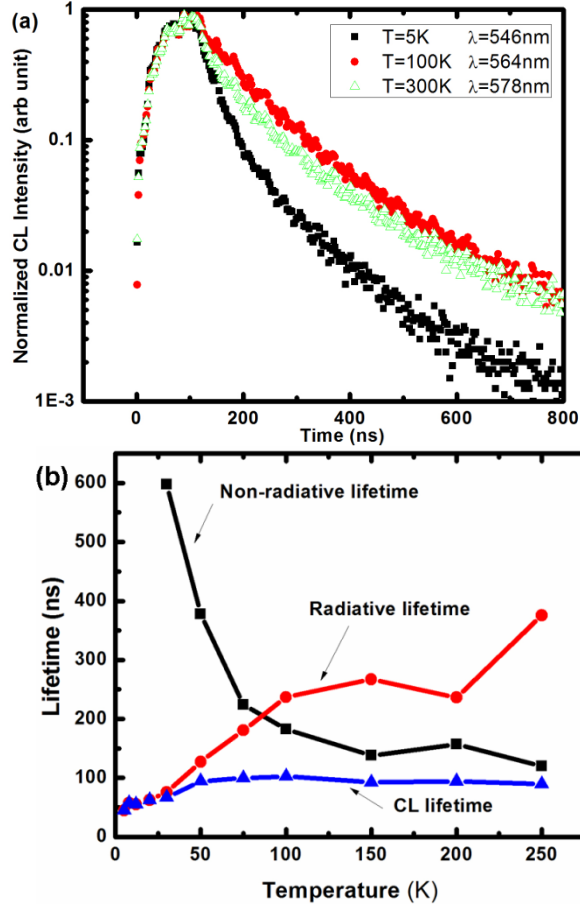 (a)
T=5K λ=546nm
T=100K λ=564nm
T=300K λ=578nm
Normalized CL Intensity (arb unit)
1
0.1
0.01
1E-3
0 200 400 600 800
Time (ns)
(b)
Non-radiative lifetime
Radiative lifetime
CL lifetime
Lifetime (ns)
600
500
400
300
200
100
0
0 50 100 150 200 250
Temperature (K)